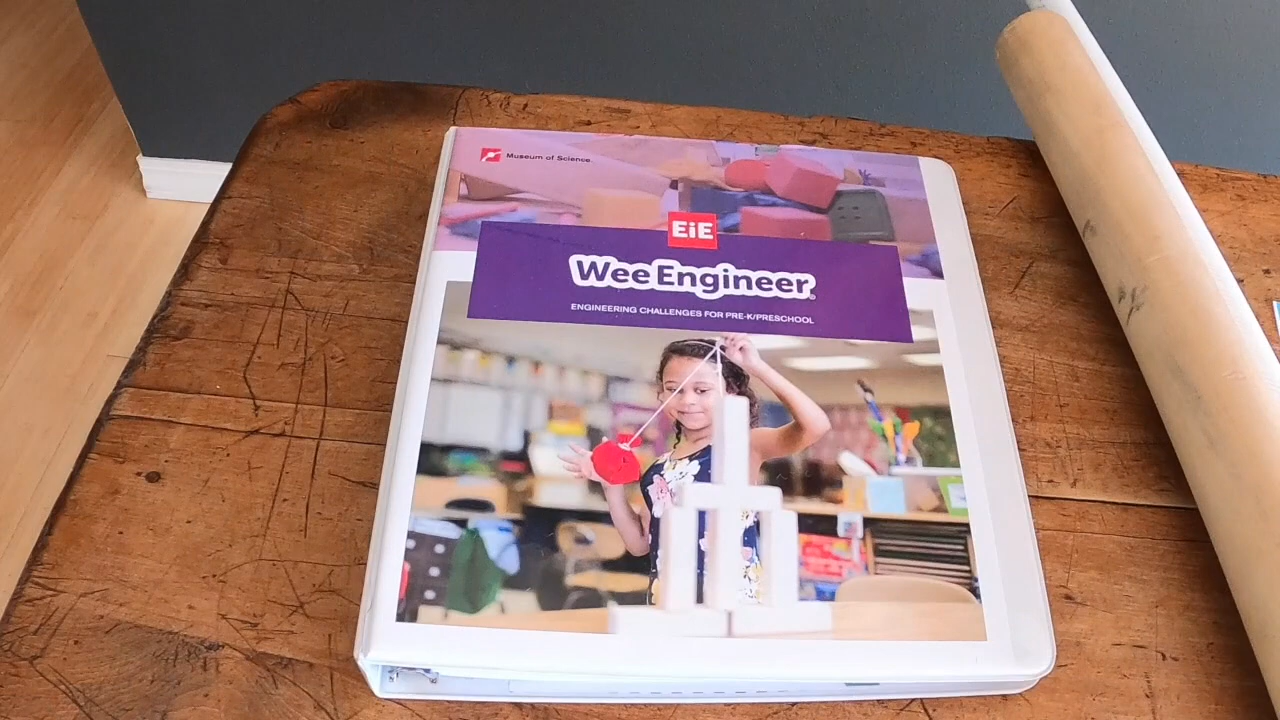 Museum of Science
EiE
Wee Engineer®
ENGINEERING CHALLENGES FOR PRE-K/PRESCHOOL